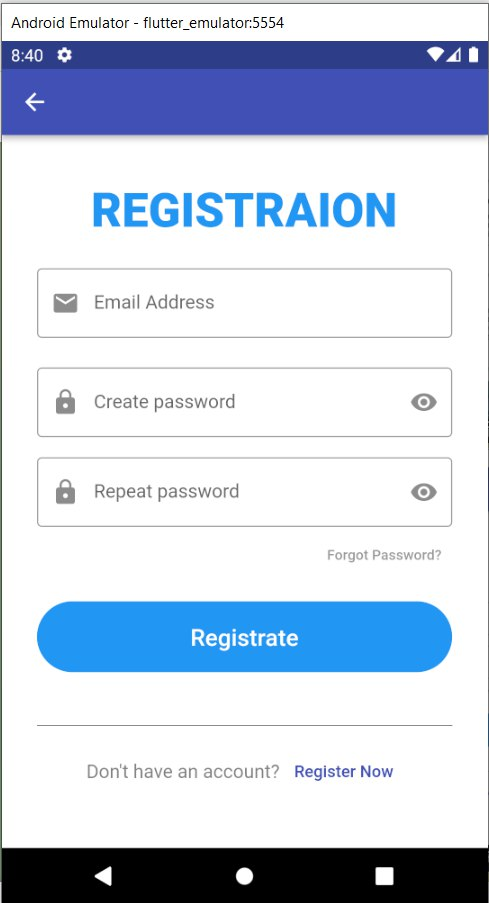 Android Emulator - flutter_emulator:5554
8:40
REGISTRAION
Email Address
Create password
Repeat password
Forgot Password?
Registrate
Don't have an account? Register Now